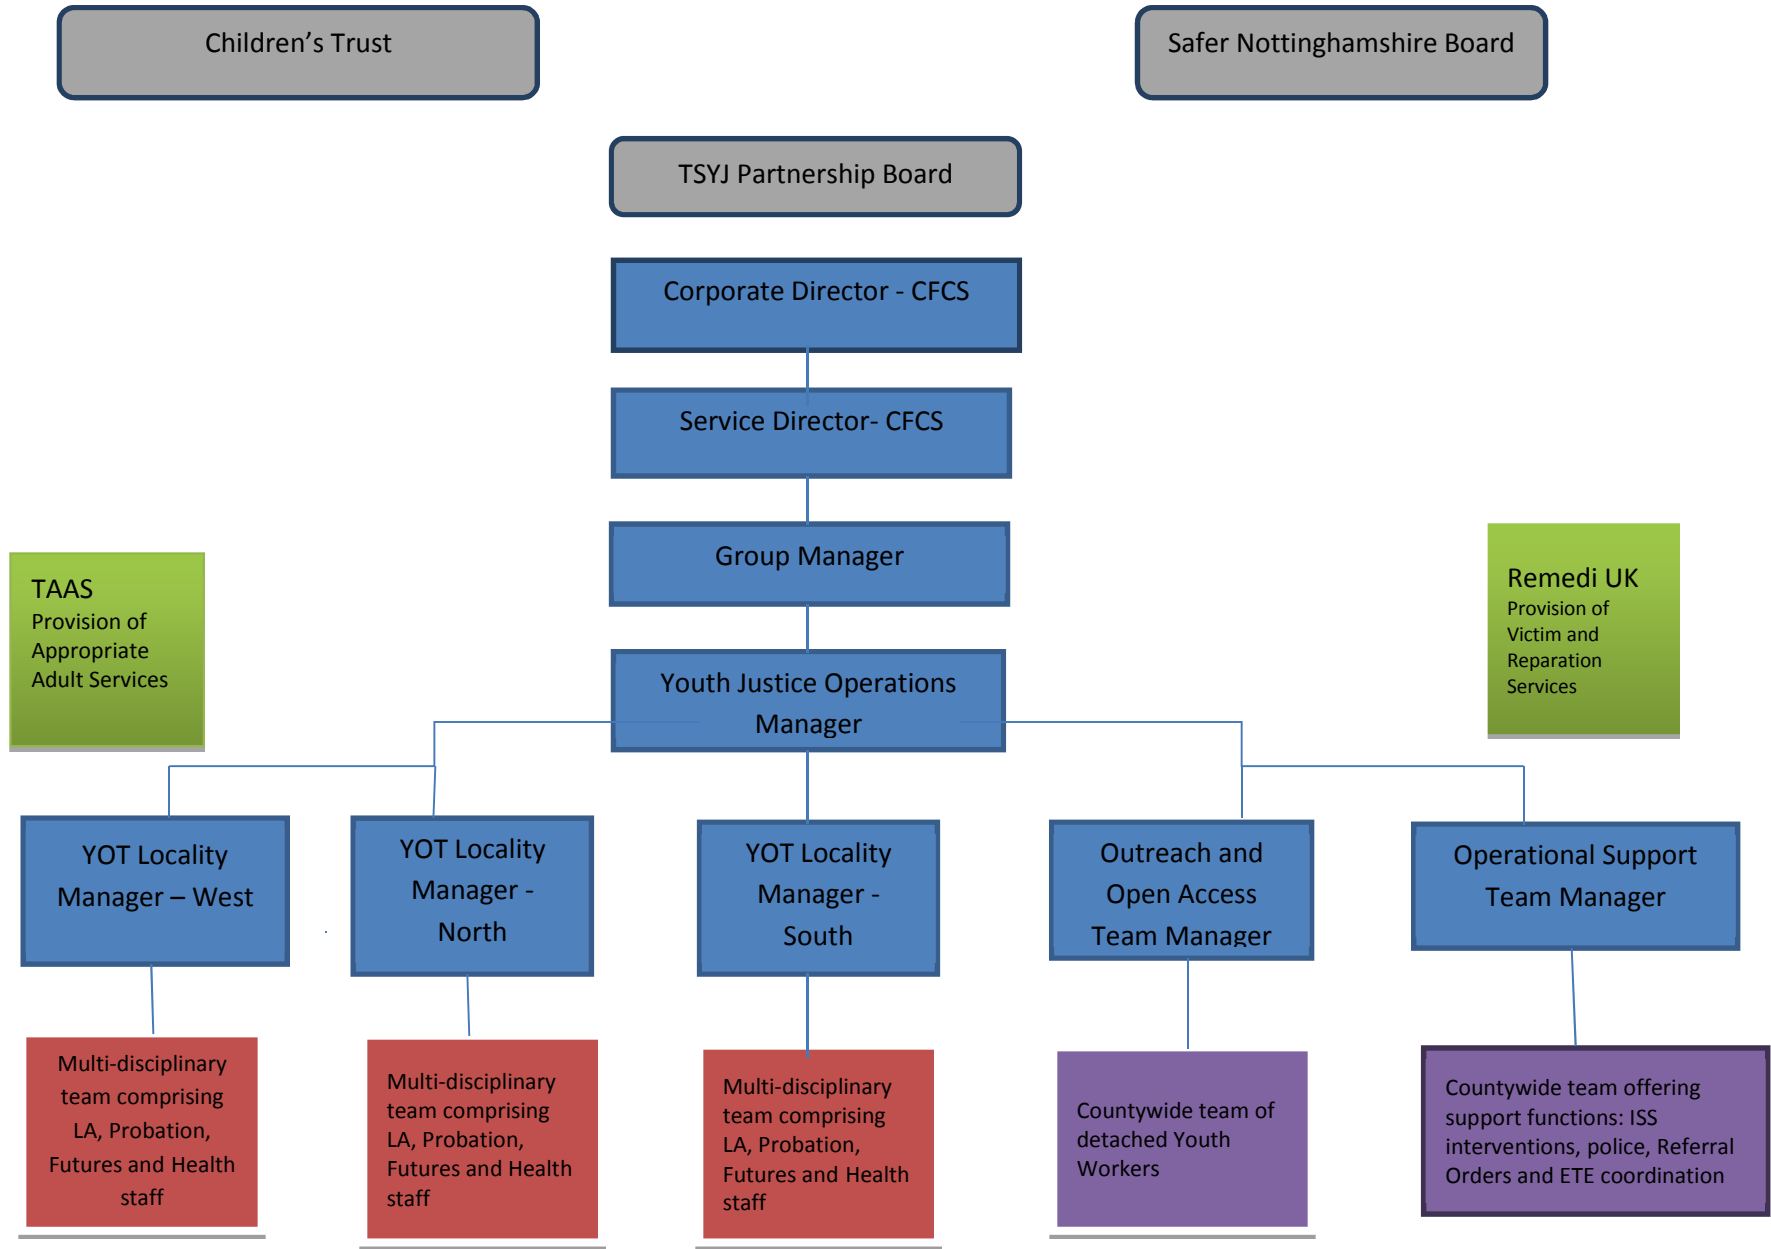 Children's Trust
Safer Nottinghamshire Board
TSYJ Partnership Board
Corporate Director - CFCS
Service Director- CFCS
Group Manager
TAAS
Provision of
Appropriate
Adult Services
Remedi UK
Provision of
Victim and
Reparation
Services
Youth Justice Operations
Manager
YOT Locality
Manager – West
YOT Locality
Manager -
North
YOT Locality
Manager -
South
Outreach and
Open Access
Team Manager
Operational Support
Team Manager
Multi-disciplinary
team comprising
LA, Probation,
Futures and Health
staff
Multi-disciplinary
team comprising
LA, Probation,
Futures and Health
staff
Multi-disciplinary
team comprising
LA, Probation,
Futures and Health
staff
Countywide team of
detached Youth
Workers
Countywide team offering
support functions: ISS
interventions, police, Referral
Orders and ETE coordination